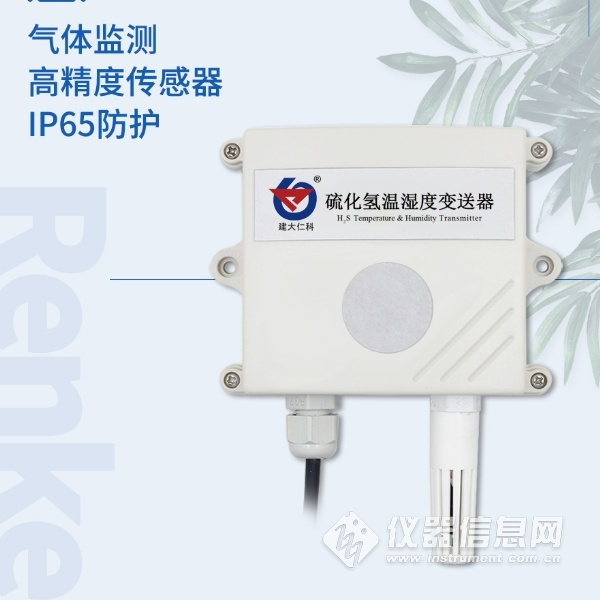 气体监测
高精度传感器
IP65防护
®
硫化氢温湿度变送器
H₂S Temperature & Humidity Transmitter
建大仁科
Renke
仪器信息网
www.instrument.com.cn